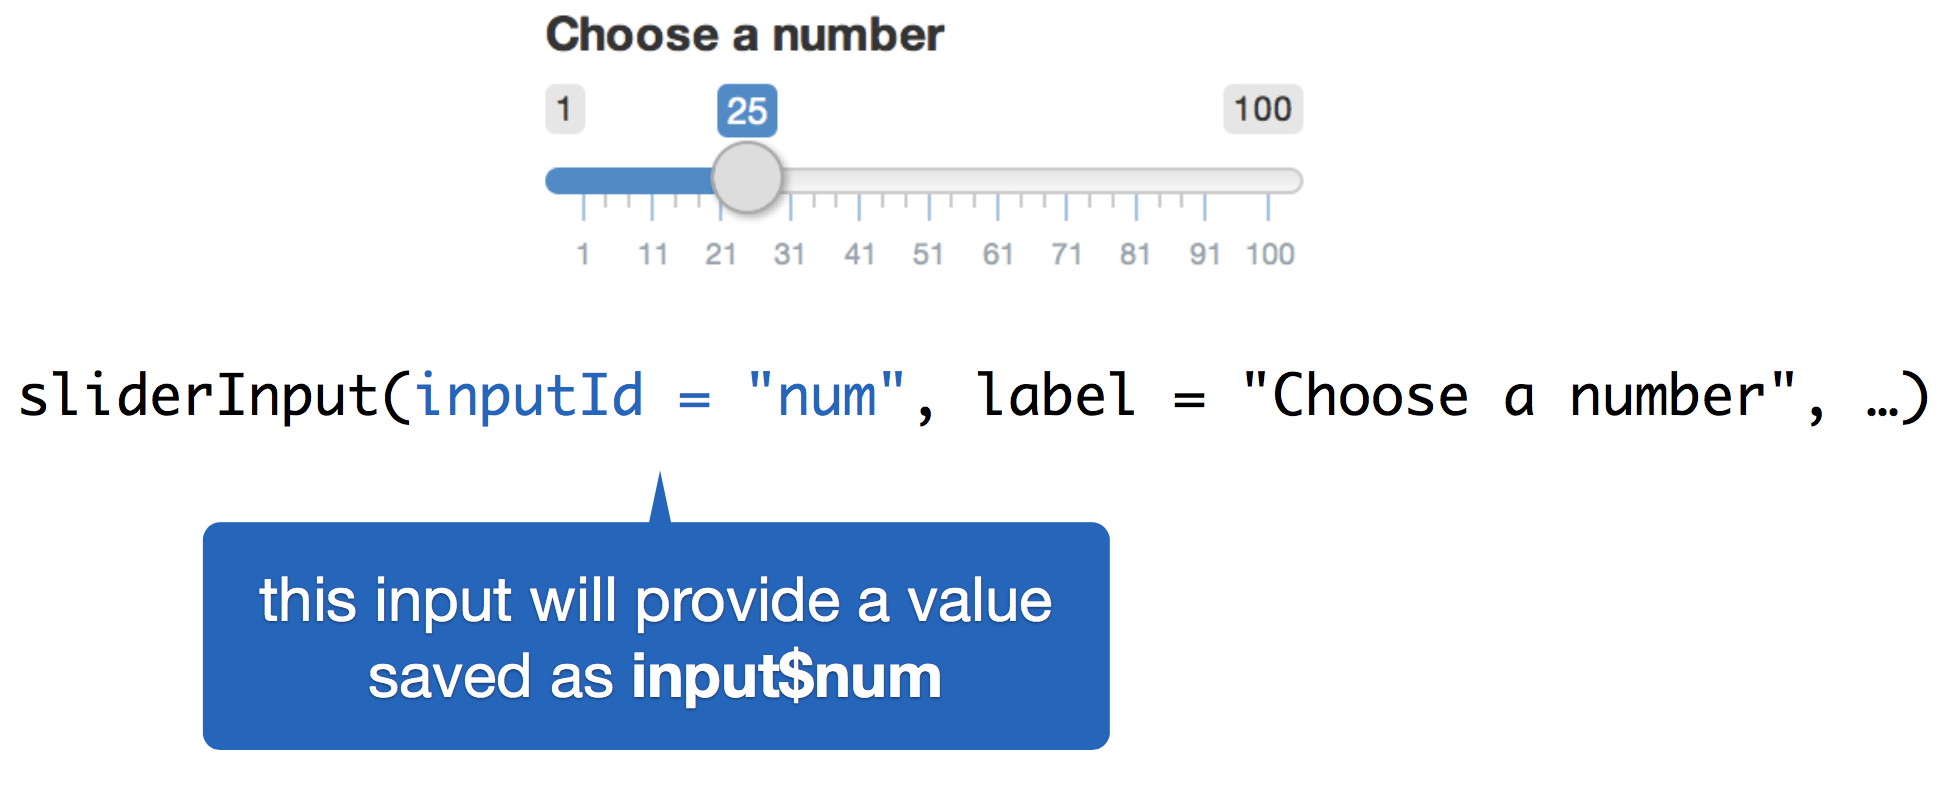 Choose a number
1 25 100
1 11 21 31 41 51 61 71 81 91 100
sliderInput(inputId = "num", label = "Choose a number", …)
this input will provide a value
saved as input$num